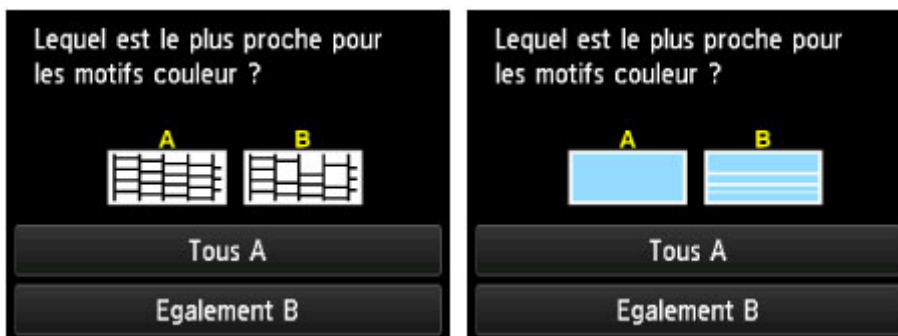 Lequel est le plus proche pour
les motifs couleur ?
A B
Tous A
Egalement B
Lequel est le plus proche pour
les motifs couleur ?
A B
Tous A
Egalement B